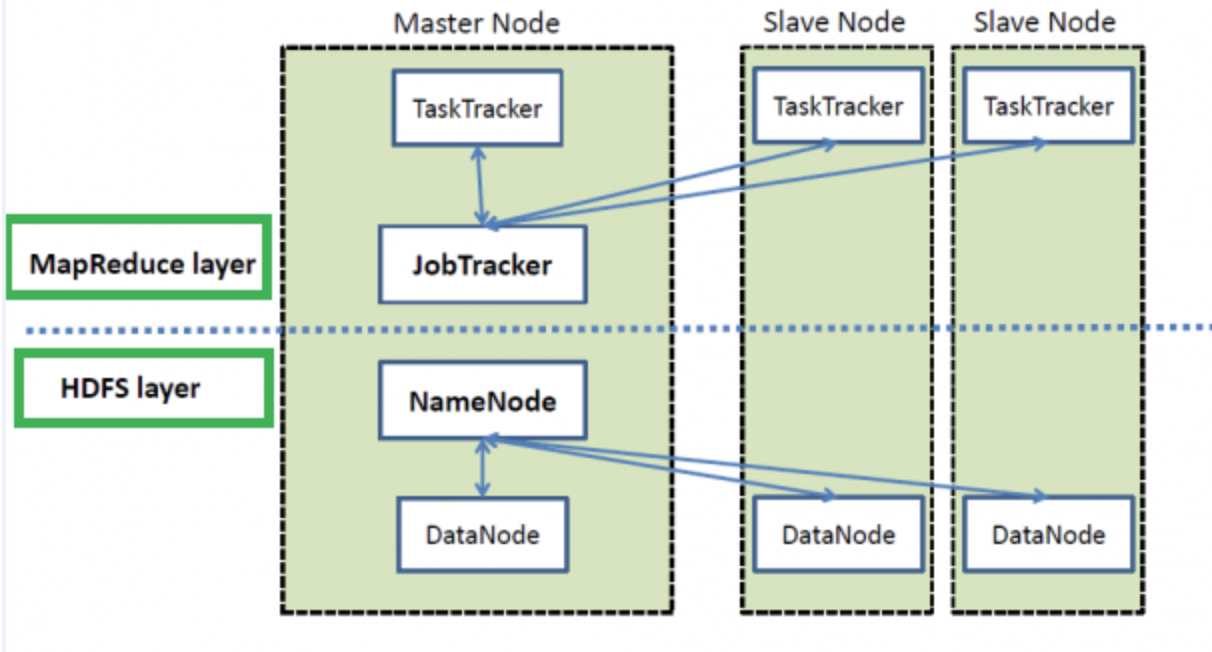 Master Node
Slave Node
Slave Node
TaskTracker
TaskTracker
TaskTracker
MapReduce layer
JobTracker
HDFS layer
NameNode
DataNode
DataNode
DataNode